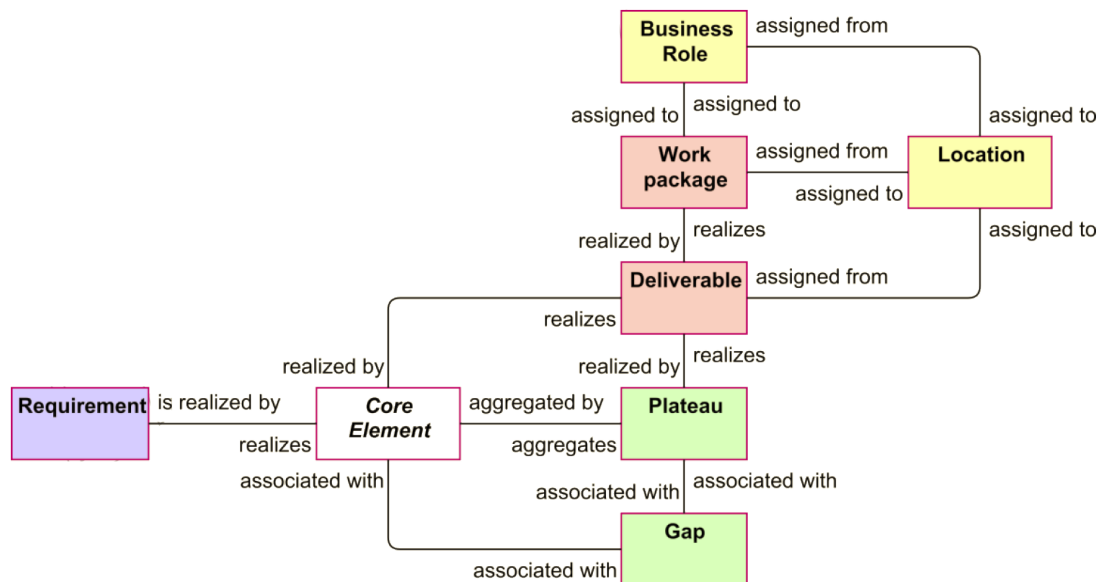 Business
Role
assigned from
assigned to
assigned to
assigned to
Work
package
assigned from
assigned to
Location
realizes
realized by
assigned to
Deliverable
assigned from
realizes
realized by
realizes
realized by
Requirement
is realized by
realizes
Core
Element
aggregated by
aggregates
Plateau
associated with
associated with
associated with
Gap
associated with